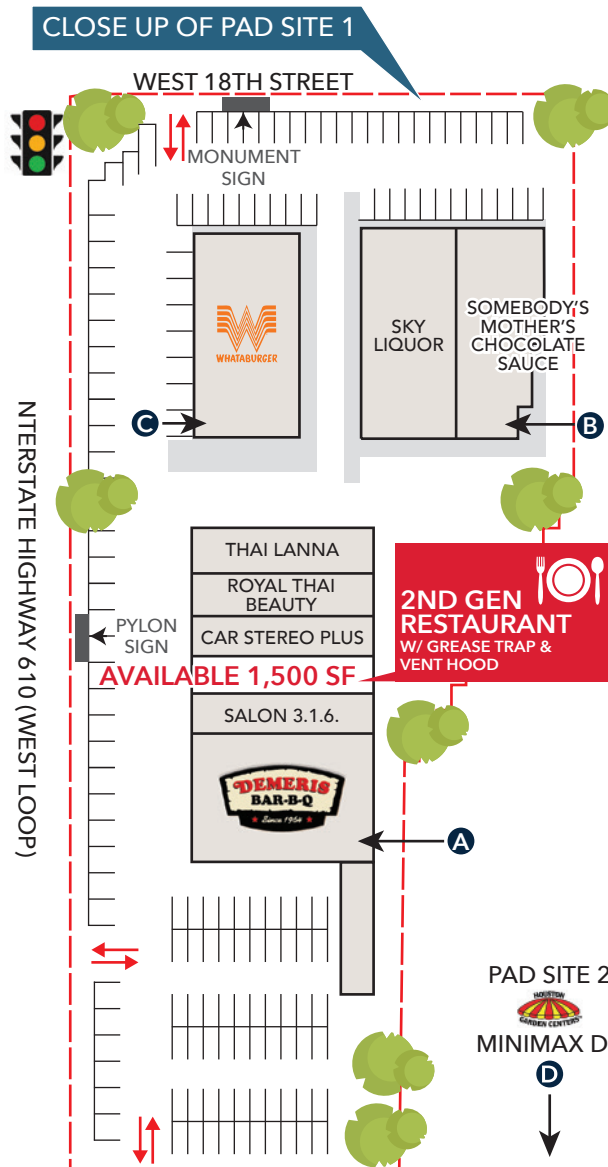 CLOSE UP OF PAD SITE 1
WEST 18TH STREET
MONUMENT
SIGN
WHATABURGER
SKY
LIQUOR
SOMEBODY'S
MOTHER'S
CHOCOLATE
SAUCE
C
B
NTERSTATE HIGHWAY 610 (WEST LOOP)
THAI LANNA
ROYAL THAI
BEAUTY
CAR STEREO PLUS
PYLON
SIGN
2ND GEN
RESTAURANT
W/ GREASE TRAP &
VENT HOOD
AVAILABLE 1,500 SF
SALON 3.1.6.
DEMERIS
BAR-B-Q
Since 1964
A
PAD SITE 2
HOUSTON
GARDEN CENTERS
MINIMAX D
D